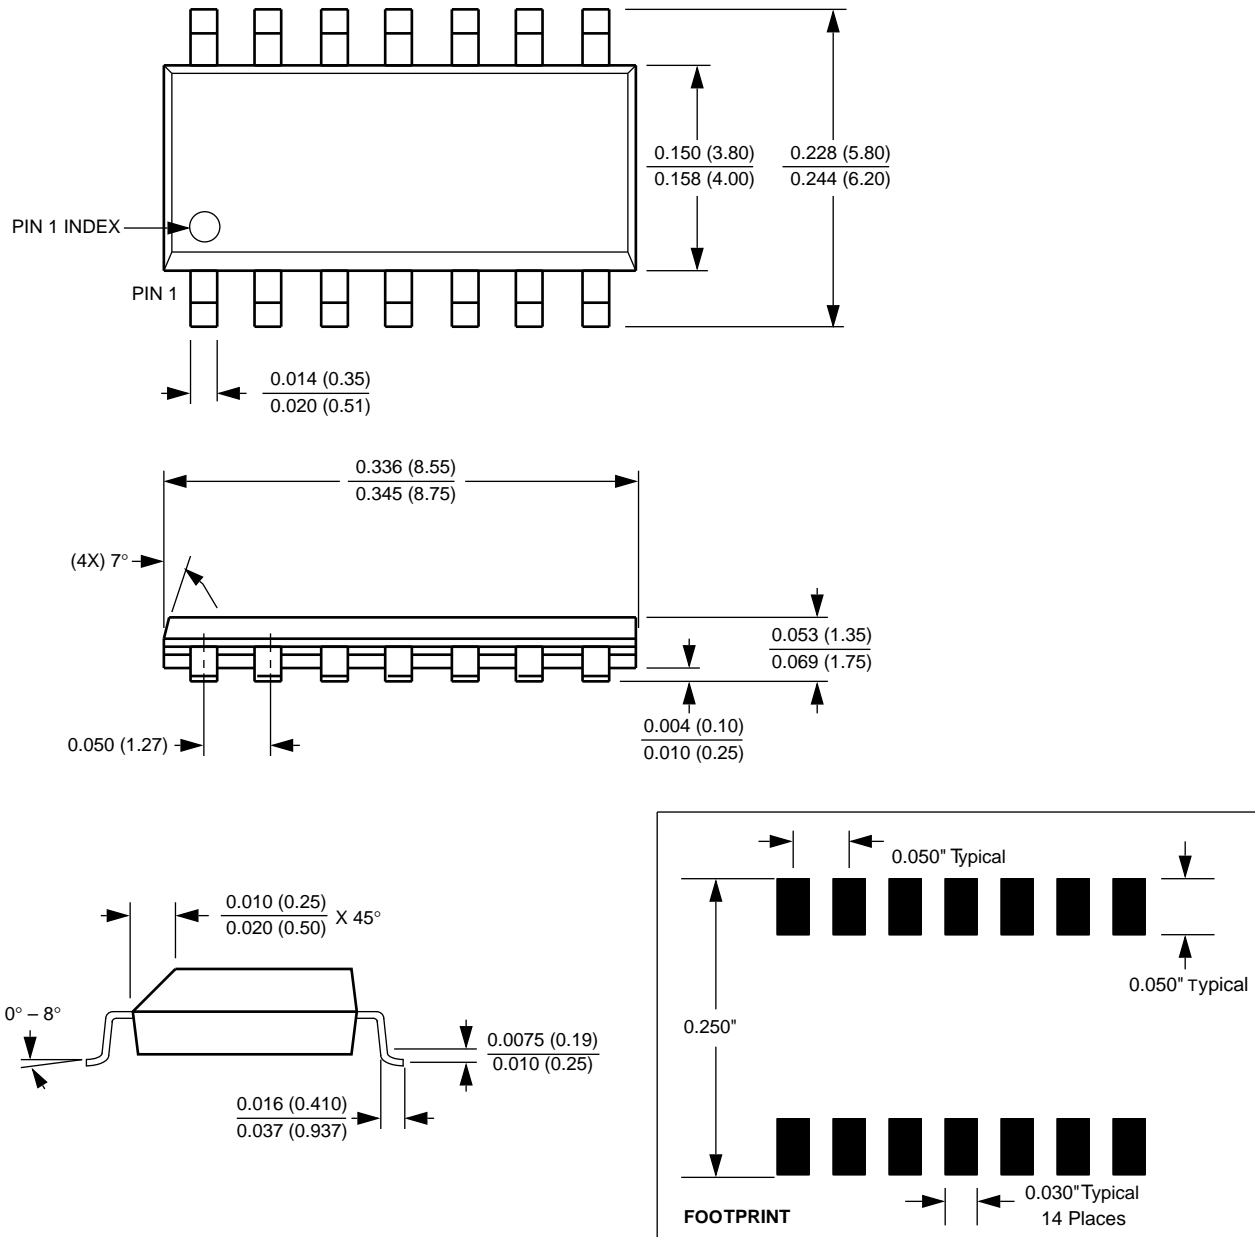 0.150 (3.80)
0.158 (4.00)
0.228 (5.80)
0.244 (6.20)
PIN 1 INDEX
PIN 1
0.014 (0.35)
0.020 (0.51)
0.336 (8.55)
0.345 (8.75)
(4X) 7°
0.053 (1.35)
0.069 (1.75)
0.004 (0.10)
0.010 (0.25)
0.050 (1.27)
0.010 (0.25)
0.020 (0.50)
X 45°
0° – 8°
0.0075 (0.19)
0.010 (0.25)
0.016 (0.410)
0.037 (0.937)
0.050" Typical
0.050" Typical
0.250"
0.030" Typical
14 Places
FOOTPRINT